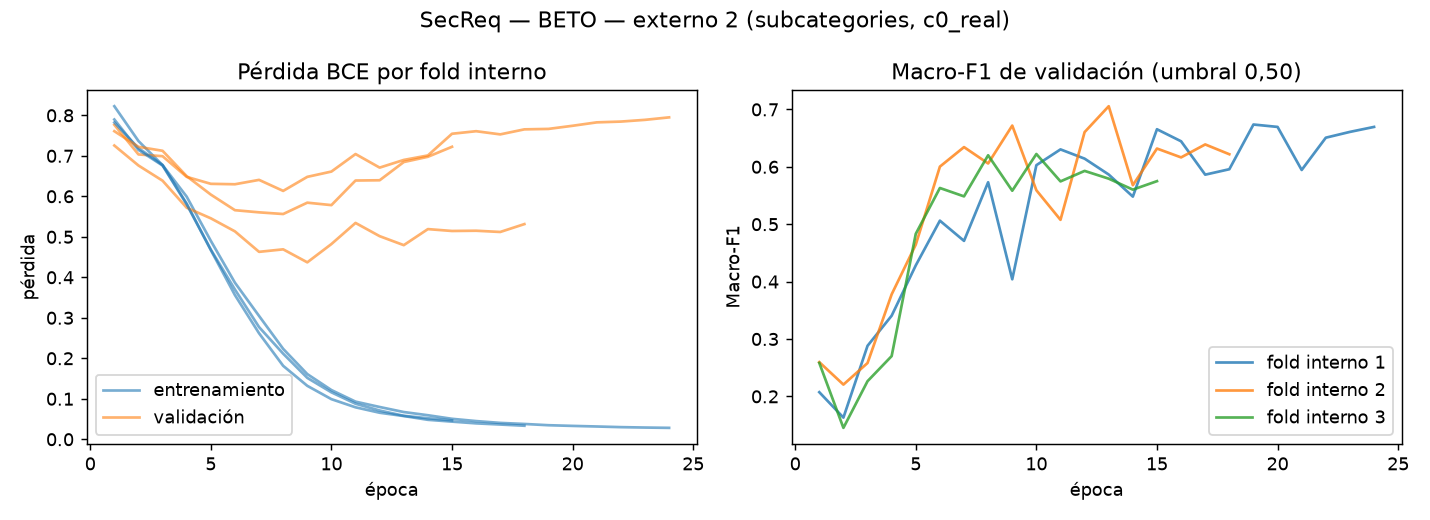 SecReq — BETO — externo 2 (subcategories, c0_real)
Pérdida BCE por fold interno
pérdida
0.8
0.7
0.6
0.5
0.4
0.3
0.2
0.1
0.0
entrenamiento
validación
0 5 10 15 20 25
época
Macro-F1 de validación (umbral 0,50)
Macro-F1
0.7
0.6
0.5
0.4
0.3
0.2
fold interno 1
fold interno 2
fold interno 3
0 5 10 15 20 25
época